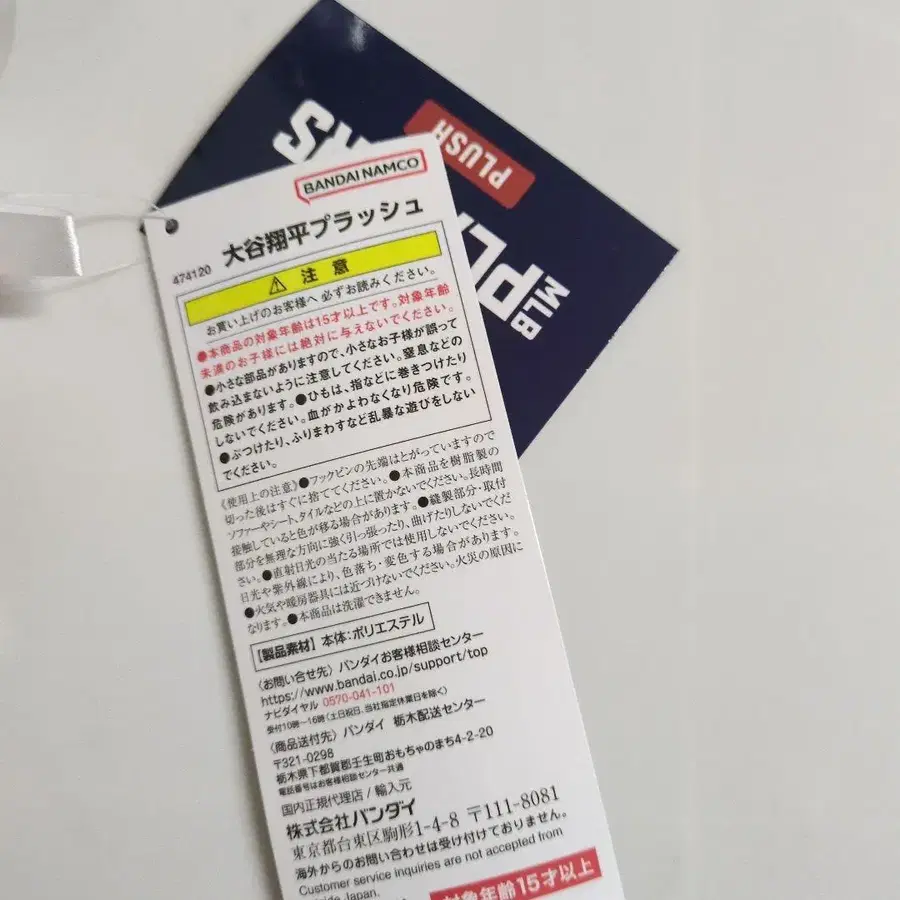 PLUSH
MLB
BANDAI NAMCO
474120
大谷翔平プラッシュ
⚠ 注意
お買い上げのお客様へ 必ずお読みください。
●本商品の対象年齢は15才以上です。対象年齢
未満のお子様には絶対に与えないでください。
●小さな部品がありますので、小さなお子様が誤って
飲み込まないように注意してください。窒息などの
危険があります。●ひもは、指などに巻きつけたり
しないでください。血がかよわなくなり危険です。
●ぶつけたり、ふりまわすなど乱暴な遊びをしない
でください。
《使用上の注意》●フックピンの先端はとがっていますので
切った後はすぐに捨ててください。●本商品を樹脂製の
ソファーやシート、タイルなどの上に置かないでください。長時間
接触していると色が移る場合があります。●縫製部分・取付
部分を無理な方向に強く引っ張ったり、曲げたりしないでくだ
さい。●直射日光の当たる場所では使用しないでください。
日光や紫外線により、色落ち・変色する場合があります。
●火気や暖房器具には近づけないでください。火災の原因に
なります。●本商品は洗濯できません。
【製品素材】本体:ポリエステル
〈お問い合せ先〉バンダイお客様相談センター
https://www.bandai.co.jp/support/top
ナビダイヤル 0570-041-101
受付10時〜16時(土日祝日、当社指定休業日を除く)
〈商品送付先〉バンダイ 栃木配送センター
〒321-0298
栃木県下都賀郡壬生町おもちゃのまち4-2-20
電話番号はお客様相談センター共通
国内正規代理店 / 輸入元
株式会社バンダイ
東京都台東区駒形1-4-8 〒111-8081
海外からのお問い合わせは受け付けておりません。
Customer service inquiries are not accepted from
Japan.
対象年齢15才以上